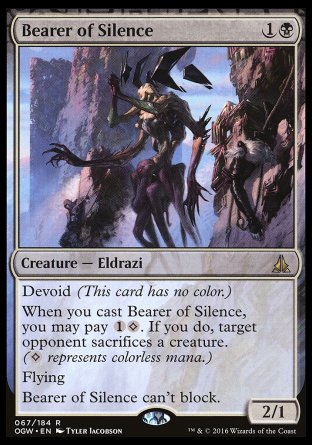 Bearer of Silence 1
Creature — Eldrazi
Devoid (This card has no color.)
When you cast Bearer of Silence,
you may pay 1◇. If you do, target
opponent sacrifices a creature.
(◇ represents colorless mana.)
Flying
Bearer of Silence can't block.
2/1
067/184 R
OGW • EN Tyler Jacobson
™ & © 2016 Wizards of the Coast